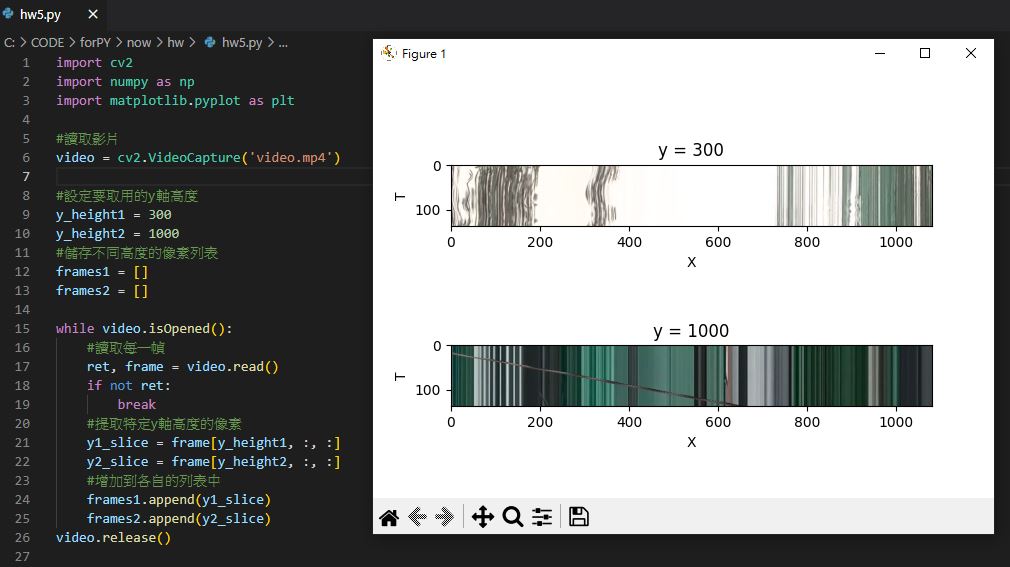 hw5.py
C: > CODE > forPY > now > hw > hw5.py > ...
1 import cv2
2 import numpy as np
3 import matplotlib.pyplot as plt
4
5 #讀取影片
6 video = cv2.VideoCapture('video.mp4')
7
8 #設定要取用的y軸高度
9 y_height1 = 300
10 y_height2 = 1000
11 #儲存不同高度的像素列表
12 frames1 = []
13 frames2 = []
14
15 while video.isOpened():
16 #讀取每一幀
17 ret, frame = video.read()
18 if not ret:
19 break
20 #提取特定y軸高度的像素
21 y1_slice = frame[y_height1, :, :]
22 y2_slice = frame[y_height2, :, :]
23 #增加到各自的列表中
24 frames1.append(y1_slice)
25 frames2.append(y2_slice)
26 video.release()
27
Figure 1
y = 300
0
100
T
0 200 400 600 800 1000
X
y = 1000
0
100
T
0 200 400 600 800 1000
X